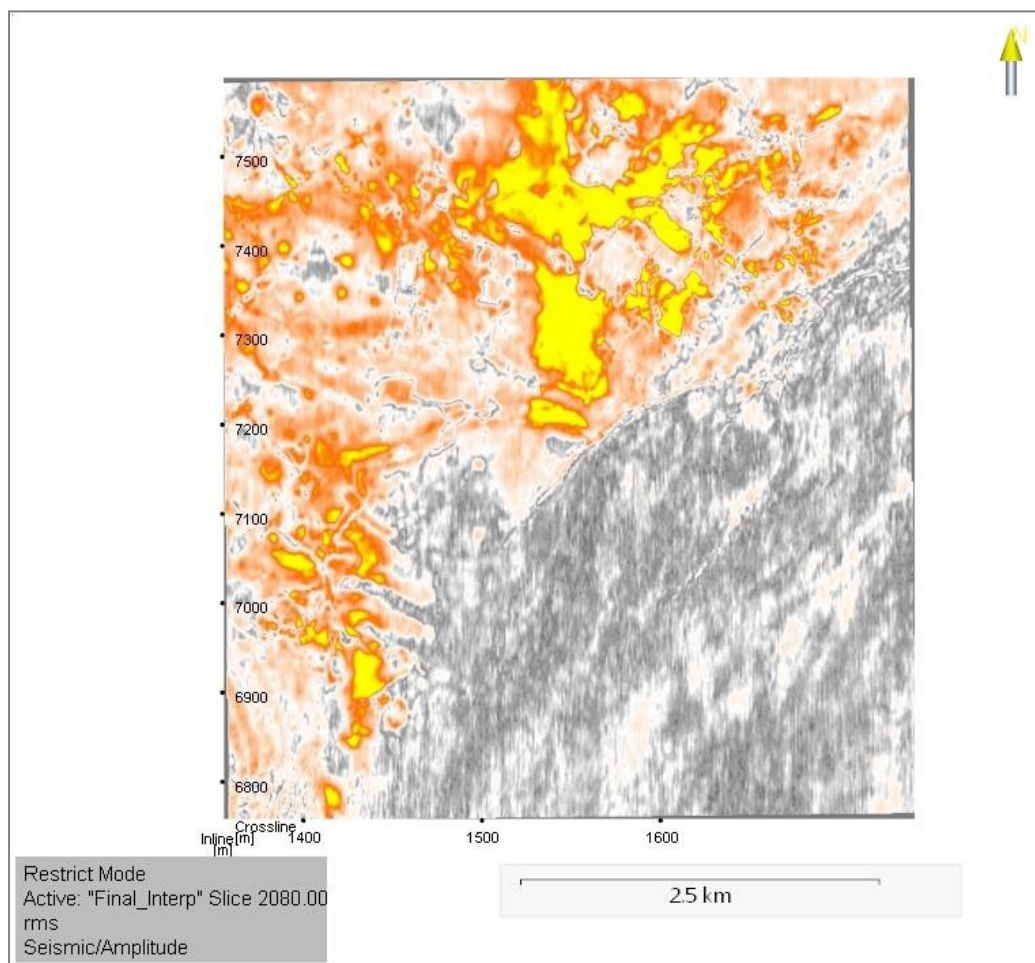 N
7500
7400
7300
7200
7100
7000
6900
6800
Crossline
Inline [m] 1400 1500 1600
[m]
Restrict Mode
Active: "Final_Interp" Slice 2080.00
rms
Seismic/Amplitude
2.5 km